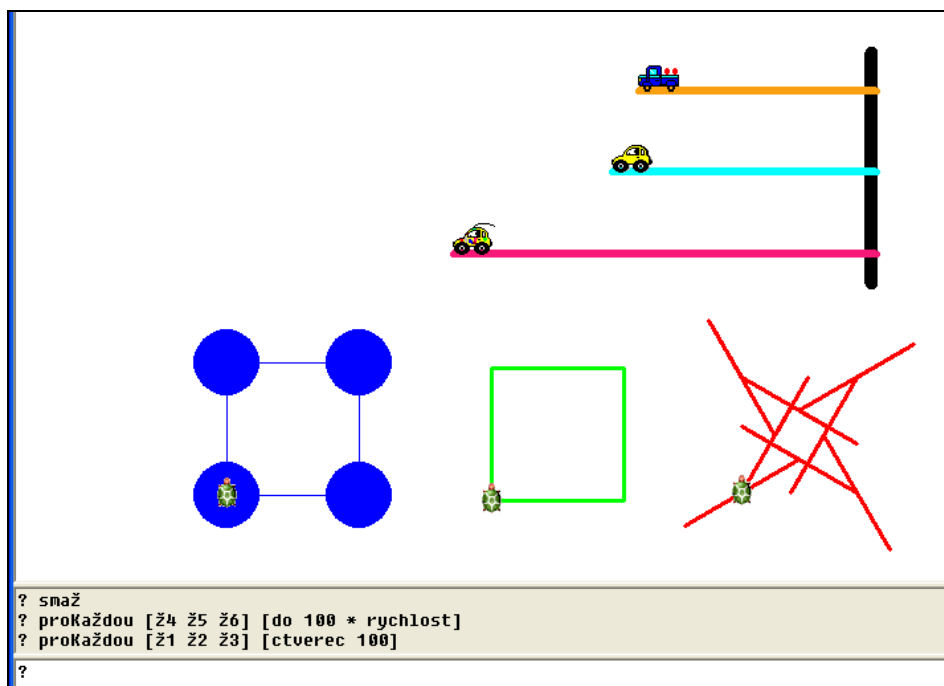 ? smaž
? proKaždou [ž4 ž5 ž6] [do 100 * rychlost]
? proKaždou [ž1 ž2 ž3] [ctverec 100]
?